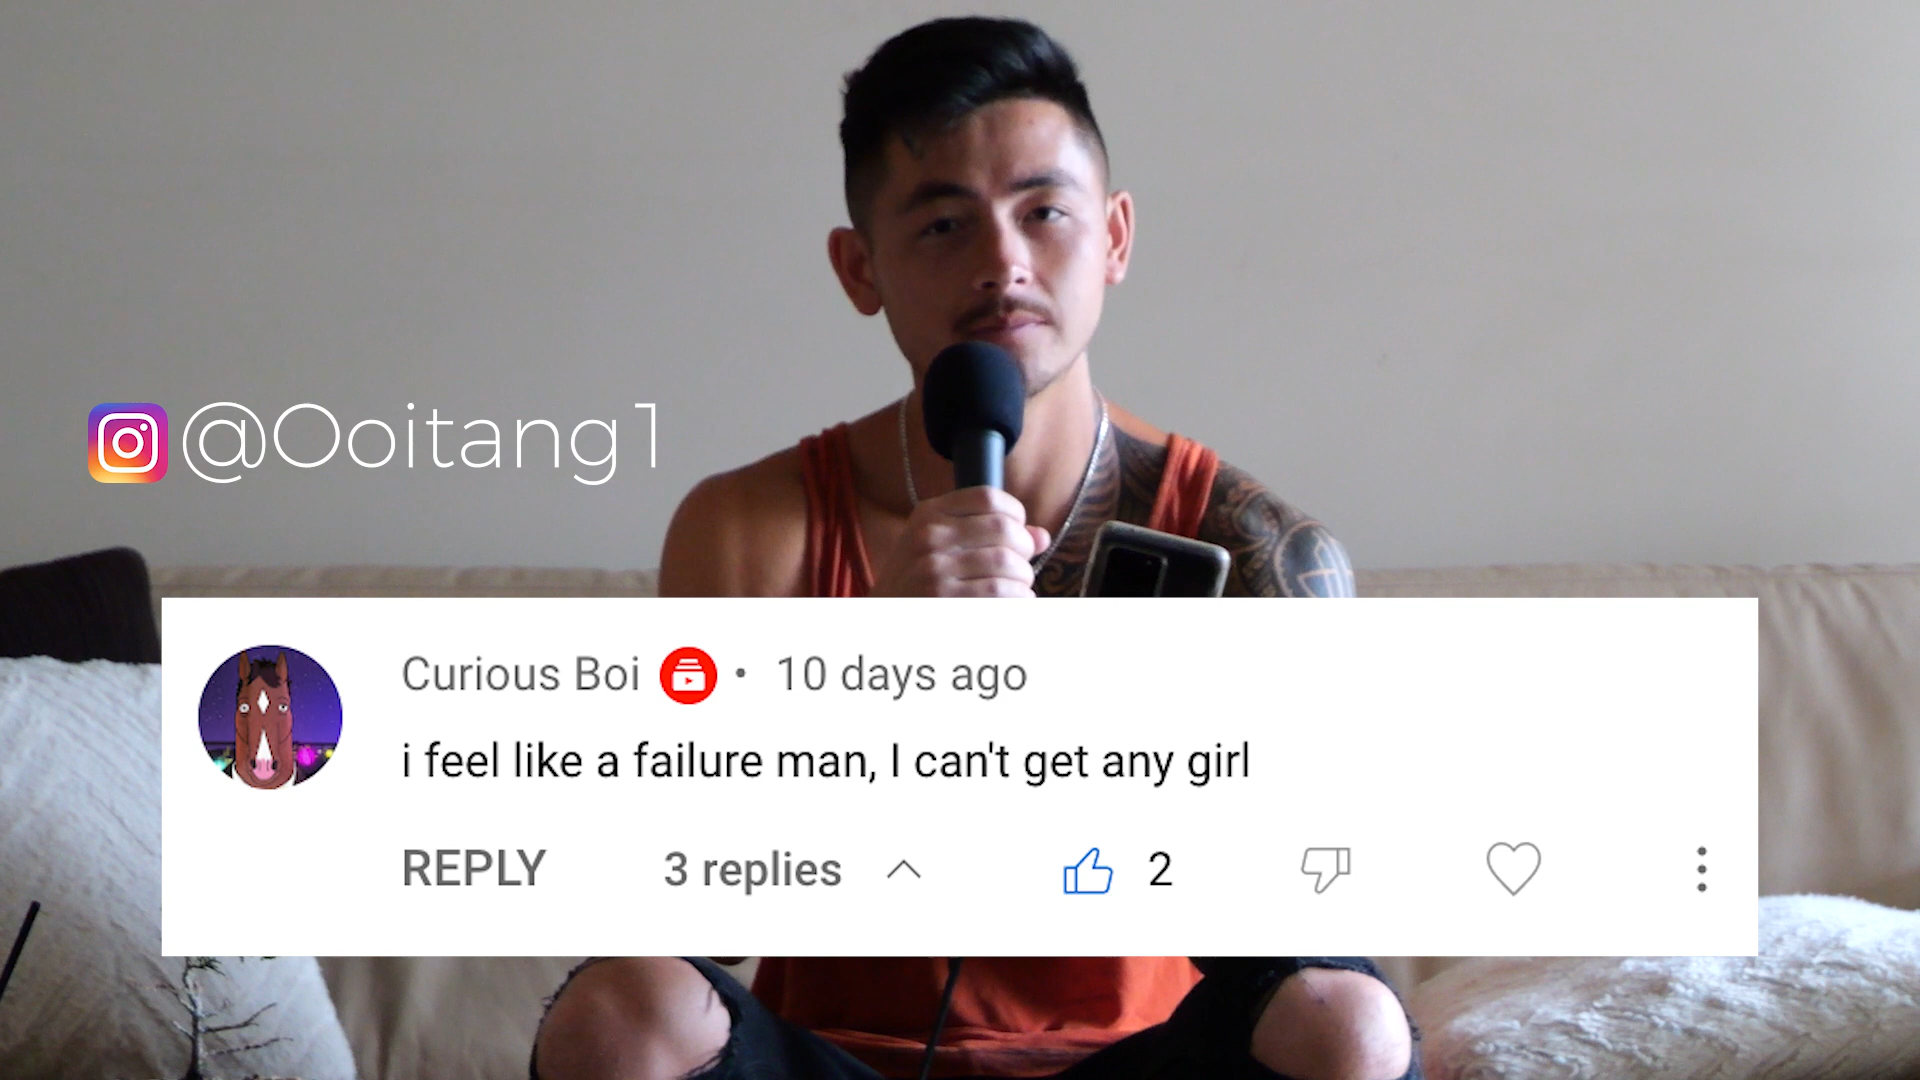 @Ooitang1
Curious Boi • 10 days ago
i feel like a failure man, I can't get any girl
REPLY 3 replies 2